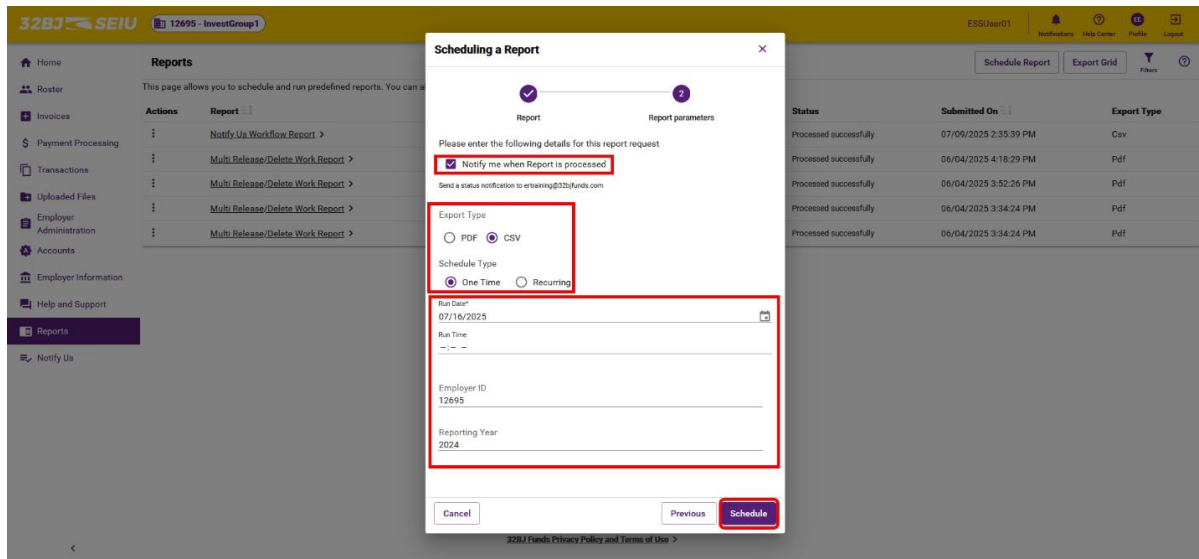 32BJ SEIU
12695 - InvestGroup1
ESSUser01
Notifications
Help Center
EE
Profile
Logout
Home
Roster
Invoices
Payment Processing
Transactions
Uploaded Files
Employer
Administration
Accounts
Employer Information
Help and Support
Reports
Notify Us
Reports
Schedule Report
Export Grid
Filters
This page allows you to schedule and run predefined reports. You can a
Actions Report Status Submitted On Export Type
Notify Us Workflow Report > Processed successfully 07/09/2025 2:35:39 PM Csv
Multi Release/Delete Work Report > Processed successfully 06/04/2025 4:18:29 PM Pdf
Multi Release/Delete Work Report > Processed successfully 06/04/2025 3:52:26 PM Pdf
Multi Release/Delete Work Report > Processed successfully 06/04/2025 3:34:24 PM Pdf
Multi Release/Delete Work Report > Processed successfully 06/04/2025 3:34:24 PM Pdf
Scheduling a Report
2
Report Report parameters
Please enter the following details for this report request
Notify me when Report is processed
Send a status notification to ertraining@32bjfunds.com
Export Type
PDF CSV
Schedule Type
One Time Recurring
Run Date*
07/16/2025
Run Time
--:-- --
Employer ID
12695
Reporting Year
2024
Cancel Previous Schedule
32BJ Funds Privacy Policy and Terms of Use >